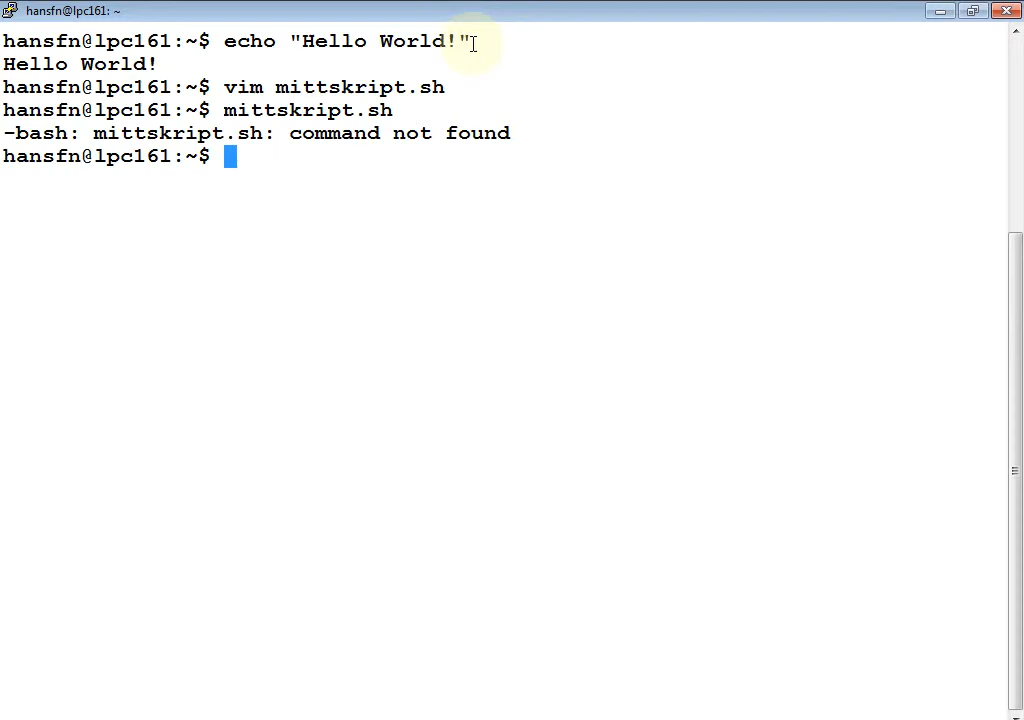 hansfn@lpc161: ~
hansfn@lpc161:~$ echo "Hello World!"
Hello World!
hansfn@lpc161:~$ vim mittskript.sh
hansfn@lpc161:~$ mittskript.sh
-bash: mittskript.sh: command not found
hansfn@lpc161:~$